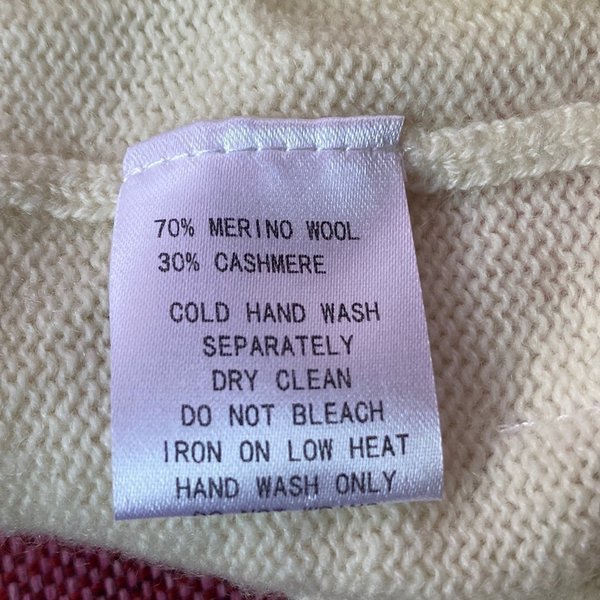 70% MERINO WOOL
30% CASHMERE
COLD HAND WASH
SEPARATELY
DRY CLEAN
DO NOT BLEACH
IRON ON LOW HEAT
HAND WASH ONLY